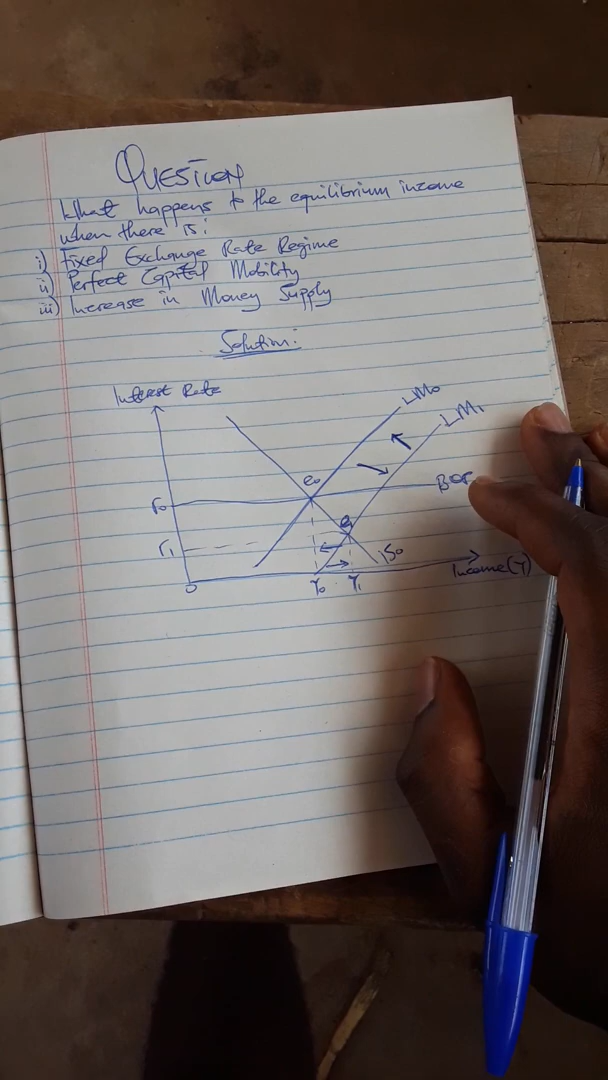 QUESTION
What happens to the equilibrium income
when there is:
i) Fixed Exchange Rate Regime
ii) Perfect Capital Mobility
iii) Increase in Money Supply
Solution:
Interest Rate
LM₀
LM₁
e₀
BOP
r₀
e₁
r₁
IS₀
Income (Y)
0
Y₀
Y₁